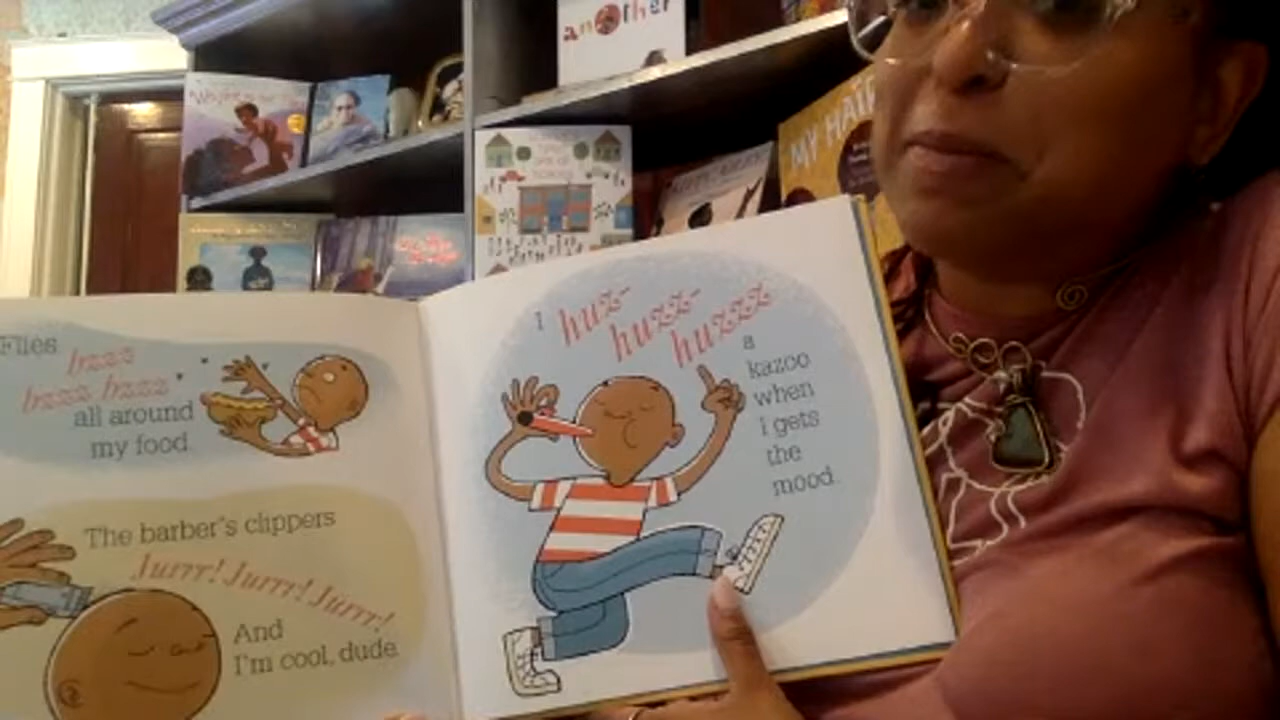 another
MY HAIR
Flies
bzzz
bzzz bzzz
all around
my food.
The barber's clippers
Jurrr! Jurrr! Jurrr!
And
I'm cool, dude.
I huz-
huzz-
huzzz
a
kazoo
when
I gets
the
mood.